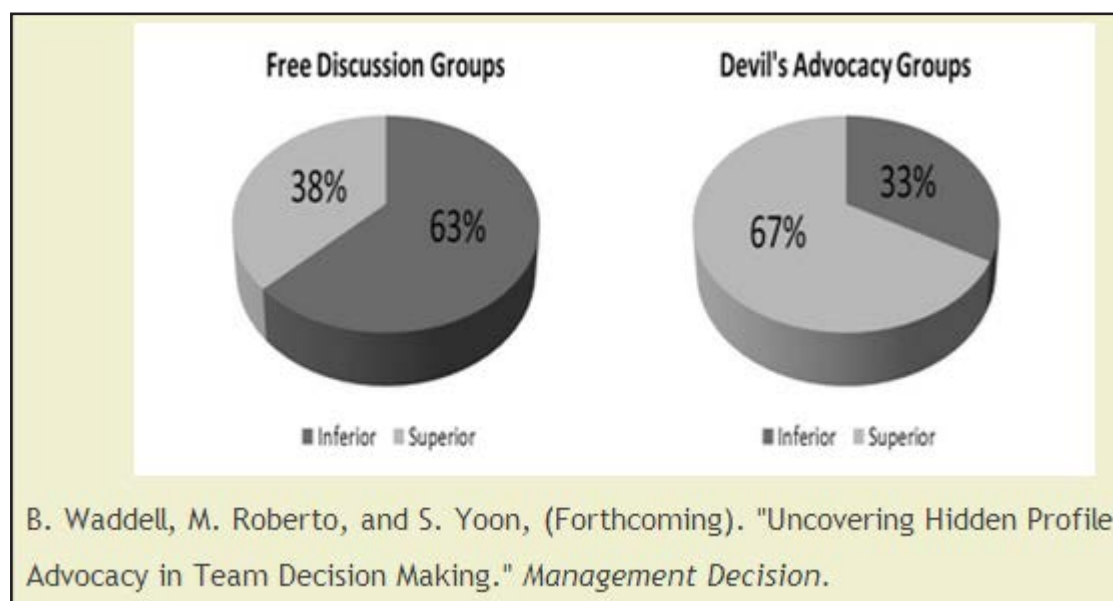 Free Discussion Groups
Devil's Advocacy Groups
38%
63%
33%
67%
Inferior Superior
Inferior Superior
B. Waddell, M. Roberto, and S. Yoon, (Forthcoming). "Uncovering Hidden Profile
Advocacy in Team Decision Making." Management Decision.